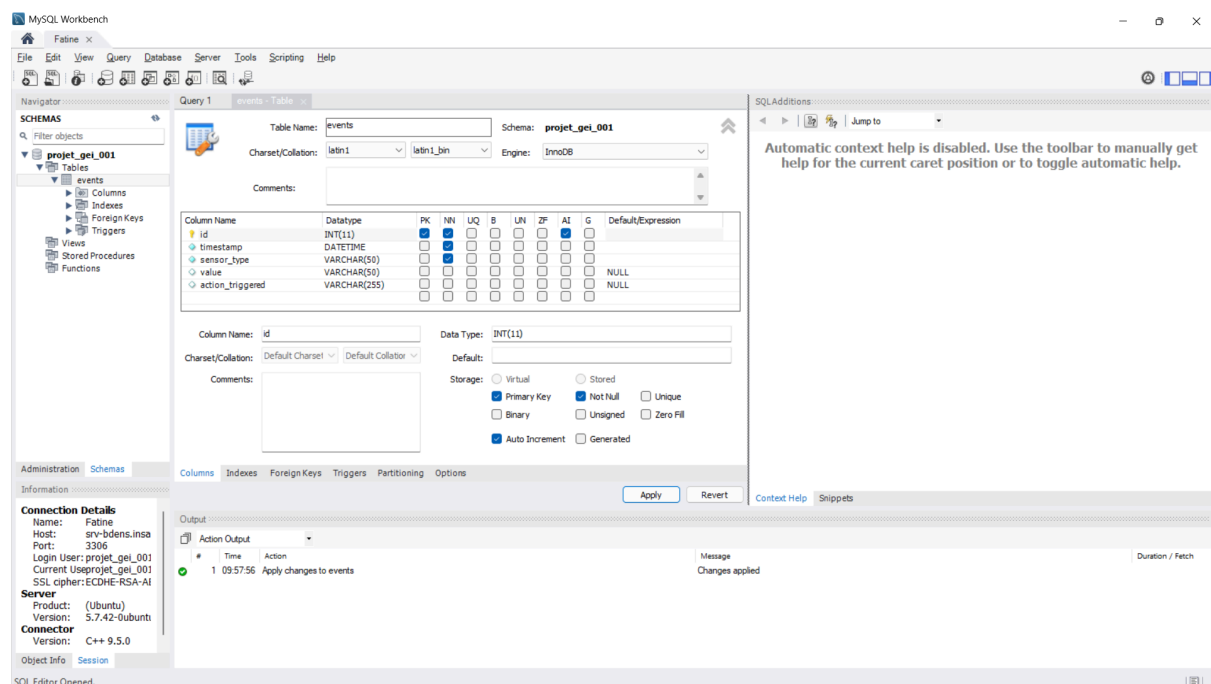 MySQL Workbench
Fatine
File Edit View Query Database Server Tools Scripting Help
Navigator
SCHEMAS
Filter objects
projet_gei_001
Tables
events
Columns
Indexes
Foreign Keys
Triggers
Views
Stored Procedures
Functions
Administration Schemas
Information
Connection Details
Name: Fatine
Host: srv-bdens.insa
Port: 3306
Login User: projet_gei_001
Current Useprojet_gei_001
SSL cipher: ECDHE-RSA-AE
Server
Product: (Ubuntu)
Version: 5.7.42-0ubuntu
Connector
Version: C++ 9.5.0
Object Info Session
SQL Editor Opened.
Query 1 events - Table
Table Name: events Schema: projet_gei_001
Charset/Collation: latin1 latin1_bin Engine: InnoDB
Comments:
Column Name Datatype PK NN UQ B UN ZF AI G Default/Expression
id INT(11)
timestamp DATETIME
sensor_type VARCHAR(50)
value VARCHAR(50) NULL
action_triggered VARCHAR(255) NULL
Column Name: id Data Type: INT(11)
Charset/Collation: Default Charset Default Collation Default:
Comments: Storage: Virtual Stored
Primary Key Not Null Unique
Binary Unsigned Zero Fill
Auto Increment Generated
Columns Indexes Foreign Keys Triggers Partitioning Options
Apply Revert
Output
Action Output
# Time Action Message Duration / Fetch
1 09:57:56 Apply changes to events Changes applied
SQLAdditions
Jump to
Automatic context help is disabled. Use the toolbar to manually get
help for the current caret position or to toggle automatic help.
Context Help Snippets